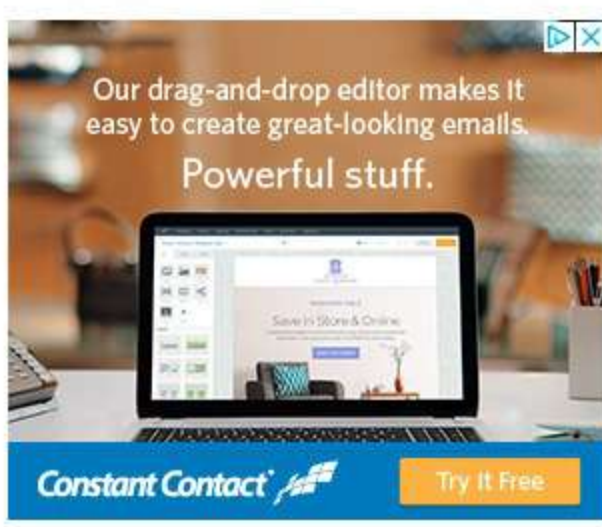 Our drag-and-drop editor makes it
easy to create great-looking emails.
Powerful stuff.
Save in Store & Online
Constant Contact
Try It Free